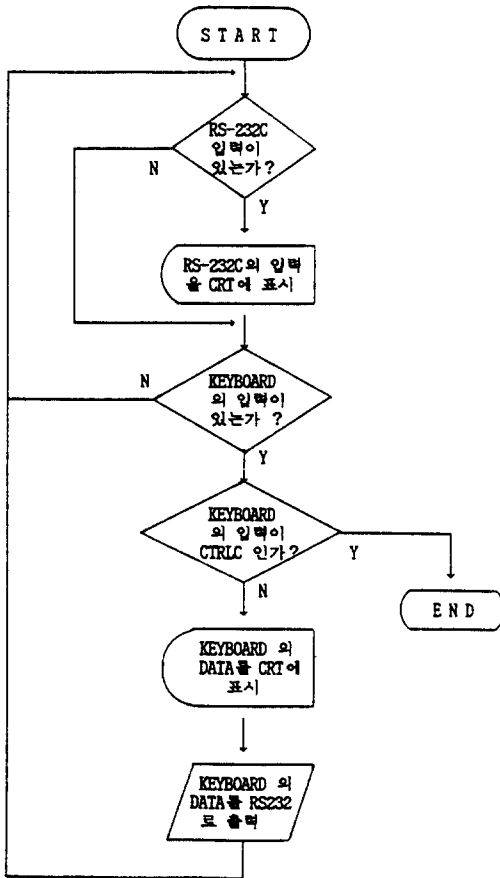 S T A R T
RS-232C
입력이
있는가?
N
Y
RS-232C의 입력
을 CRT에 표시
N
KEYBOARD
의 입력이
있는가 ?
Y
KEYBOARD
의 입력이
CTRLC 인가?
Y
N
E N D
KEYBOARD 의
DATA를 CRT에
표시
KEYBOARD 의
DATA를 RS232
로 출력